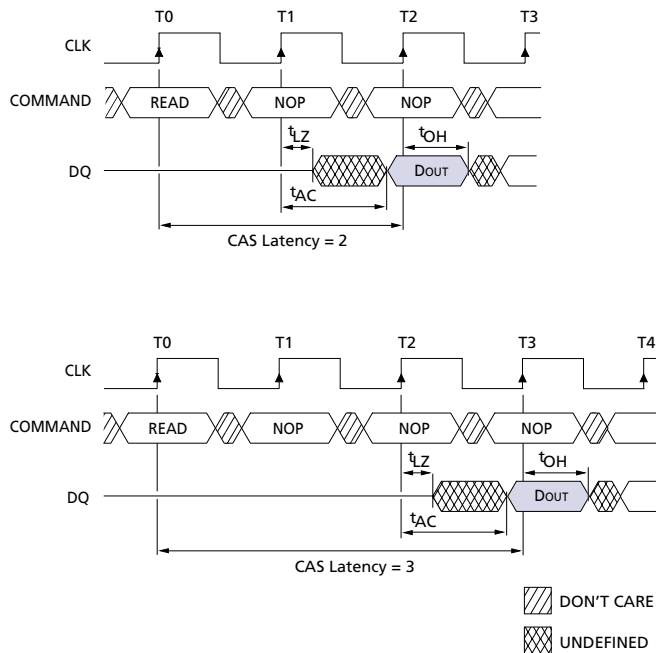 T0 T1 T2 T3
CLK
COMMAND READ NOP NOP
tLZ tOH
DQ DOUT
tAC
CAS Latency = 2
T0 T1 T2 T3 T4
CLK
COMMAND READ NOP NOP NOP
tLZ tOH
DQ DOUT
tAC
CAS Latency = 3
DON'T CARE
UNDEFINED